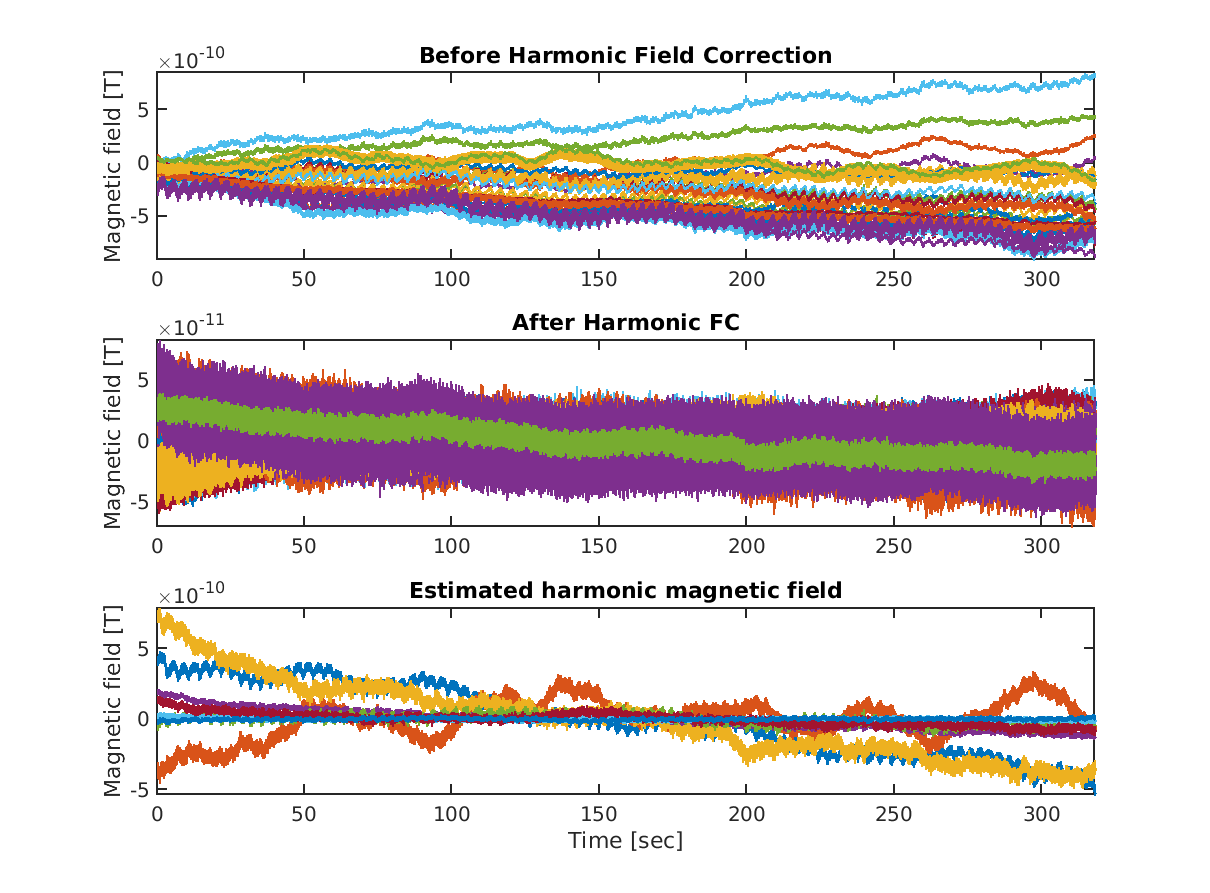 Before Harmonic Field Correction
×10⁻¹⁰
Magnetic field [T]
5
0
-5
0 50 100 150 200 250 300
After Harmonic FC
×10⁻¹¹
Magnetic field [T]
5
0
-5
0 50 100 150 200 250 300
Estimated harmonic magnetic field
×10⁻¹⁰
Magnetic field [T]
5
0
-5
0 50 100 150 200 250 300
Time [sec]